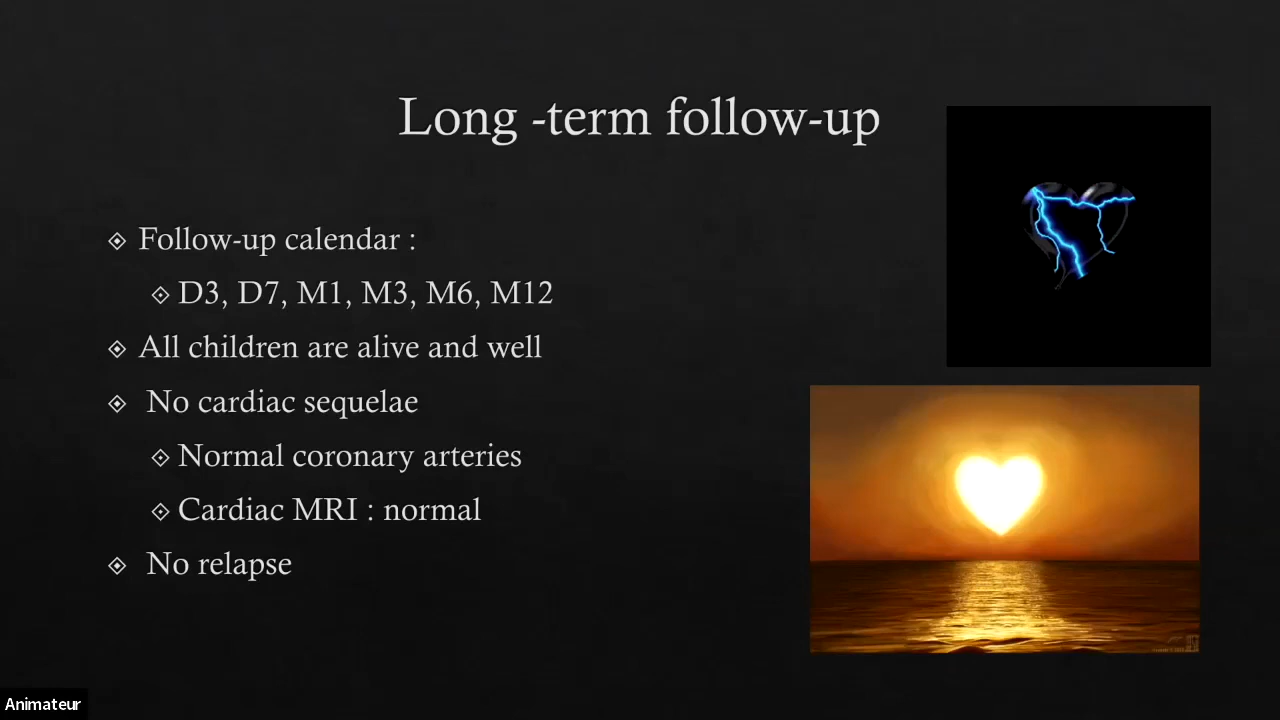 Long -term follow-up
Follow-up calendar :
D3, D7, M1, M3, M6, M12
All children are alive and well
No cardiac sequelae
Normal coronary arteries
Cardiac MRI : normal
No relapse
Animateur